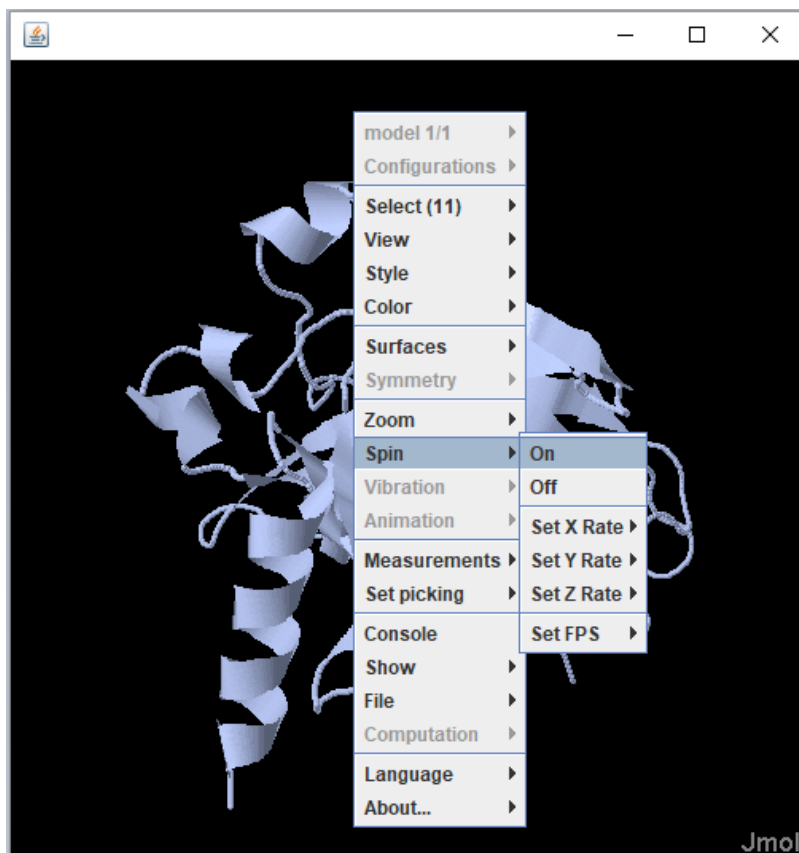 model 1/1
Configurations
Select (11)
View
Style
Color
Surfaces
Symmetry
Zoom
Spin
Vibration
Animation
Measurements
Set picking
Console
Show
File
Computation
Language
About...
On
Off
Set X Rate
Set Y Rate
Set Z Rate
Set FPS
Jmol